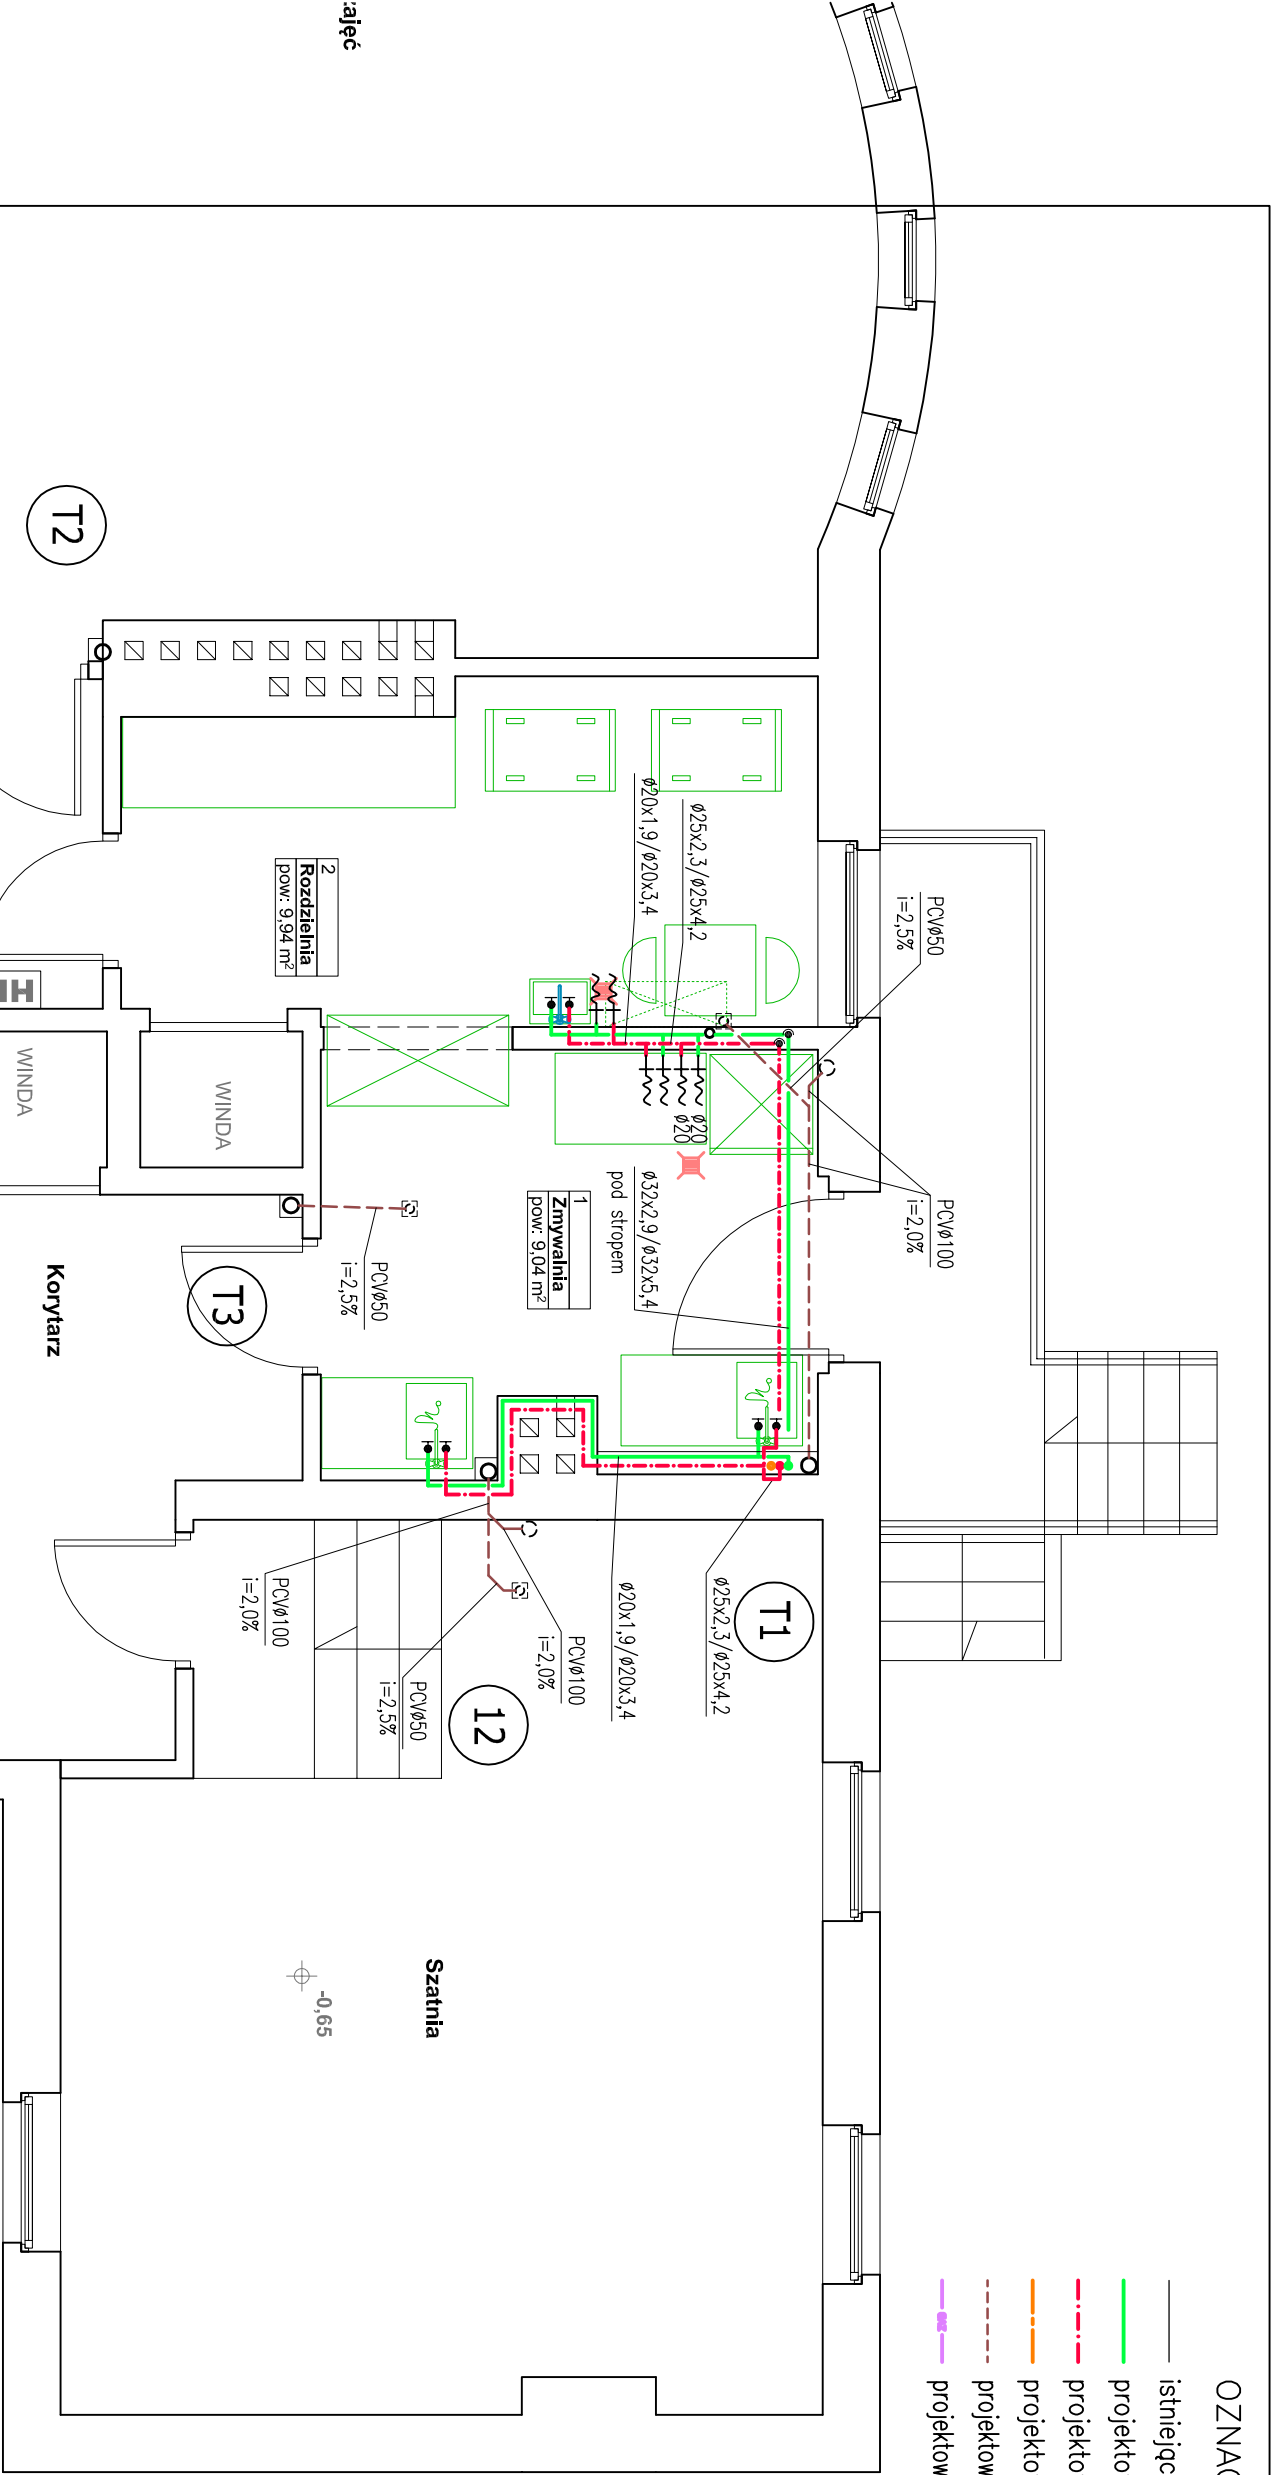 OZNAC
istniejąc
projekto
projekto
projekto
projektow
projektow
PCVø50
i=2,5%
PCVø100
i=2,0%
ø25x2,3/ø25x4,2
ø20x1,9/ø20x3,4
ø20
ø20
ø32x2,9/ø32x5,4
pod stropem
1
Zmywalnia
pow: 9,04 m²
2
Rozdzielnia
pow: 9,94 m²
T1
ø25x2,3/ø25x4,2
ø20x1,9/ø20x3,4
PCVø100
i=2,0%
12
PCVø50
i=2,5%
PCVø100
i=2,0%
PCVø50
i=2,5%
T3
T2
WINDA
WINDA
Korytarz
Szatnia
-0,65
zajęć
HI